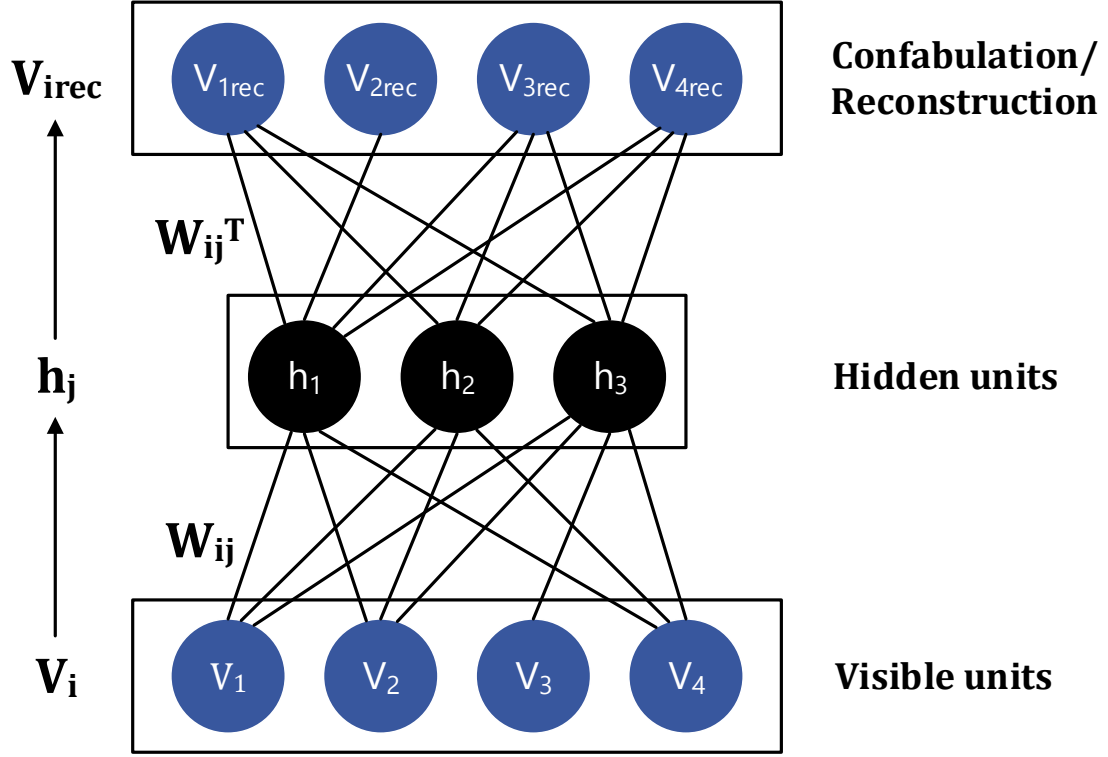 V₁rec V₂rec V₃rec V₄rec
Confabulation/
Reconstruction
Virec
Wijᵀ
hj
h₁ h₂ h₃
Hidden units
Wij
Vi
V₁ V₂ V₃ V₄
Visible units